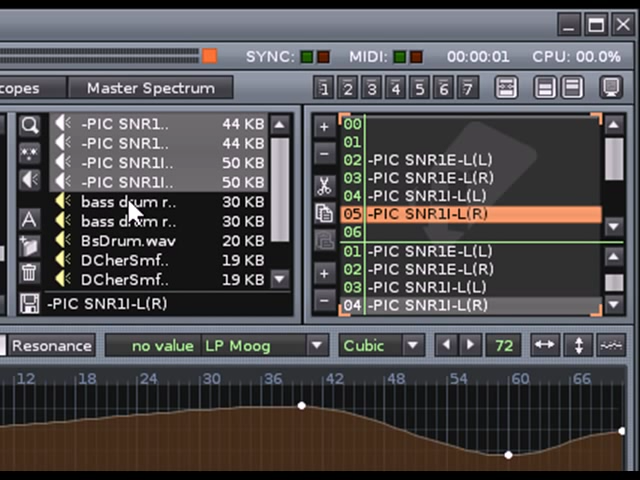 SYNC: MIDI: 00:00:01 CPU: 00.0%
opes Master Spectrum 1 2 3 4 5 6 7
-PIC SNR1.. 44 KB
-PIC SNR1.. 44 KB
-PIC SNR1I.. 50 KB
-PIC SNR1I.. 50 KB
bass drum r.. 30 KB
bass drum r.. 30 KB
BsDrum.wav 20 KB
DCherSmf.. 19 KB
DCherSmf.. 19 KB
-PIC SNR1I-L(R)
00
01
02 -PIC SNR1E-L(L)
03 -PIC SNR1E-L(R)
04 -PIC SNR1I-L(L)
05 -PIC SNR1I-L(R)
06
01 -PIC SNR1E-L(L)
02 -PIC SNR1E-L(R)
03 -PIC SNR1I-L(L)
04 -PIC SNR1I-L(R)
Resonance no value LP Moog Cubic 72
12 18 24 30 36 42 48 54 60 66